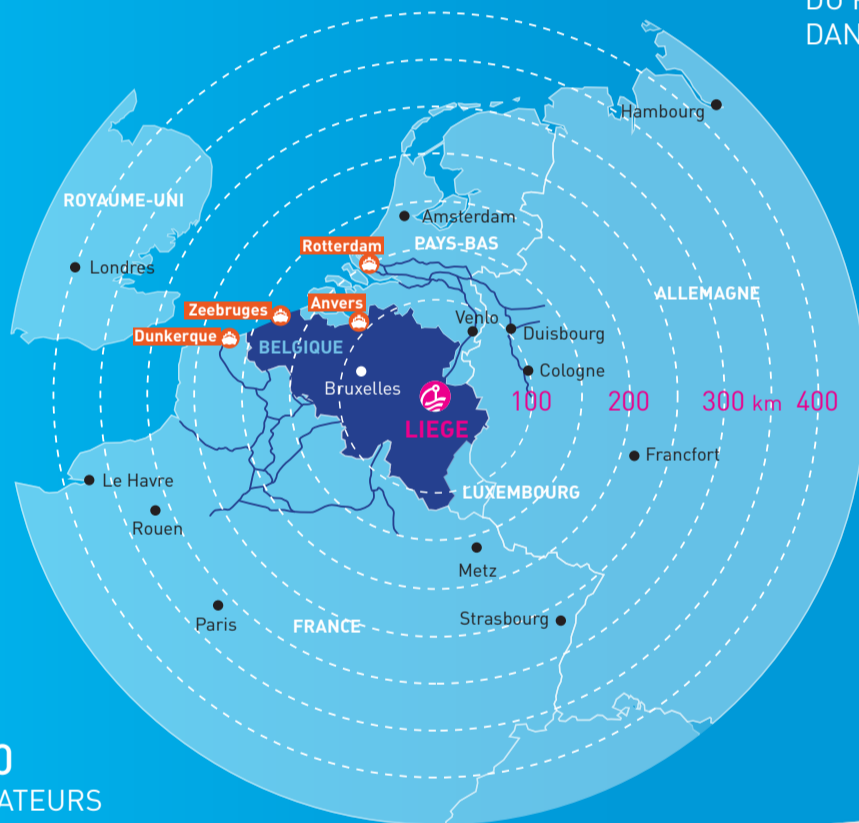 DAN
Hambourg
ROYAUME-UNI
Amsterdam
Rotterdam
PAYS-BAS
Londres
ALLEMAGNE
Zeebruges
Anvers
Venlo
Dunkerque
Duisbourg
BELGIQUE
Cologne
Bruxelles
100
200
300 km
400
LIEGE
Francfort
Le Havre
LUXEMBOURG
Rouen
Metz
Paris
FRANCE
Strasbourg
0
ATEURS